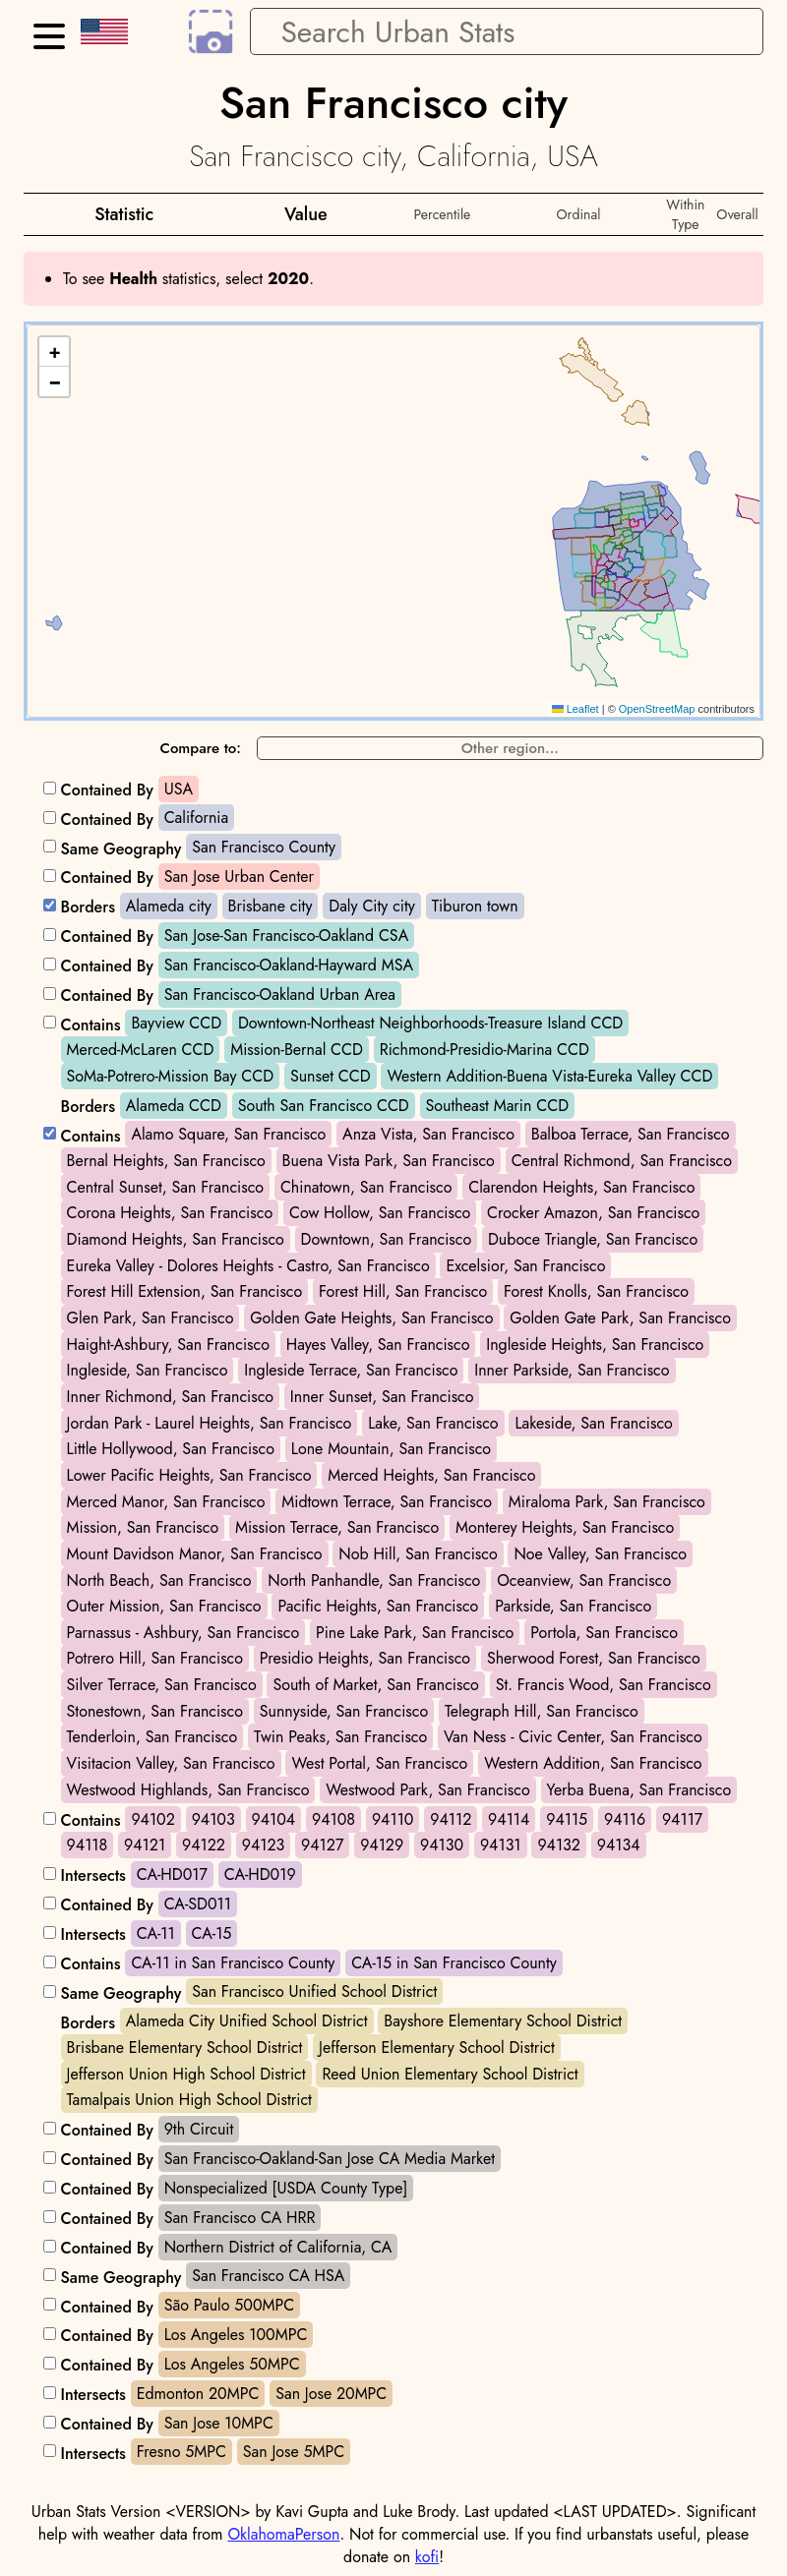 Search Urban Stats
San Francisco city
San Francisco city, California, USA
Statistic Value Percentile Ordinal Within Type Overall
To see Health statistics, select 2020.
+
−
Leaflet | © OpenStreetMap contributors
Compare to: Other region...
Contained By USA
Contained By California
Same Geography San Francisco County
Contained By San Jose Urban Center
Borders Alameda city Brisbane city Daly City city Tiburon town
Contained By San Jose-San Francisco-Oakland CSA
Contained By San Francisco-Oakland-Hayward MSA
Contained By San Francisco-Oakland Urban Area
Contains Bayview CCD Downtown-Northeast Neighborhoods-Treasure Island CCD
Merced-McLaren CCD Mission-Bernal CCD Richmond-Presidio-Marina CCD
SoMa-Potrero-Mission Bay CCD Sunset CCD Western Addition-Buena Vista-Eureka Valley CCD
Borders Alameda CCD South San Francisco CCD Southeast Marin CCD
Contains Alamo Square, San Francisco Anza Vista, San Francisco Balboa Terrace, San Francisco
Bernal Heights, San Francisco Buena Vista Park, San Francisco Central Richmond, San Francisco
Central Sunset, San Francisco Chinatown, San Francisco Clarendon Heights, San Francisco
Corona Heights, San Francisco Cow Hollow, San Francisco Crocker Amazon, San Francisco
Diamond Heights, San Francisco Downtown, San Francisco Duboce Triangle, San Francisco
Eureka Valley - Dolores Heights - Castro, San Francisco Excelsior, San Francisco
Forest Hill Extension, San Francisco Forest Hill, San Francisco Forest Knolls, San Francisco
Glen Park, San Francisco Golden Gate Heights, San Francisco Golden Gate Park, San Francisco
Haight-Ashbury, San Francisco Hayes Valley, San Francisco Ingleside Heights, San Francisco
Ingleside, San Francisco Ingleside Terrace, San Francisco Inner Parkside, San Francisco
Inner Richmond, San Francisco Inner Sunset, San Francisco
Jordan Park - Laurel Heights, San Francisco Lake, San Francisco Lakeside, San Francisco
Little Hollywood, San Francisco Lone Mountain, San Francisco
Lower Pacific Heights, San Francisco Merced Heights, San Francisco
Merced Manor, San Francisco Midtown Terrace, San Francisco Miraloma Park, San Francisco
Mission, San Francisco Mission Terrace, San Francisco Monterey Heights, San Francisco
Mount Davidson Manor, San Francisco Nob Hill, San Francisco Noe Valley, San Francisco
North Beach, San Francisco North Panhandle, San Francisco Oceanview, San Francisco
Outer Mission, San Francisco Pacific Heights, San Francisco Parkside, San Francisco
Parnassus - Ashbury, San Francisco Pine Lake Park, San Francisco Portola, San Francisco
Potrero Hill, San Francisco Presidio Heights, San Francisco Sherwood Forest, San Francisco
Silver Terrace, San Francisco South of Market, San Francisco St. Francis Wood, San Francisco
Stonestown, San Francisco Sunnyside, San Francisco Telegraph Hill, San Francisco
Tenderloin, San Francisco Twin Peaks, San Francisco Van Ness - Civic Center, San Francisco
Visitacion Valley, San Francisco West Portal, San Francisco Western Addition, San Francisco
Westwood Highlands, San Francisco Westwood Park, San Francisco Yerba Buena, San Francisco
Contains 94102 94103 94104 94108 94110 94112 94114 94115 94116 94117
94118 94121 94122 94123 94127 94129 94130 94131 94132 94134
Intersects CA-HD017 CA-HD019
Contained By CA-SD011
Intersects CA-11 CA-15
Contains CA-11 in San Francisco County CA-15 in San Francisco County
Same Geography San Francisco Unified School District
Borders Alameda City Unified School District Bayshore Elementary School District
Brisbane Elementary School District Jefferson Elementary School District
Jefferson Union High School District Reed Union Elementary School District
Tamalpais Union High School District
Contained By 9th Circuit
Contained By San Francisco-Oakland-San Jose CA Media Market
Contained By Nonspecialized [USDA County Type]
Contained By San Francisco CA HRR
Contained By Northern District of California, CA
Same Geography San Francisco CA HSA
Contained By São Paulo 500MPC
Contained By Los Angeles 100MPC
Contained By Los Angeles 50MPC
Intersects Edmonton 20MPC San Jose 20MPC
Contained By San Jose 10MPC
Intersects Fresno 5MPC San Jose 5MPC
Urban Stats Version <VERSION> by Kavi Gupta and Luke Brody. Last updated <LAST UPDATED>. Significant
help with weather data from OklahomaPerson. Not for commercial use. If you find urbanstats useful, please
donate on kofi!